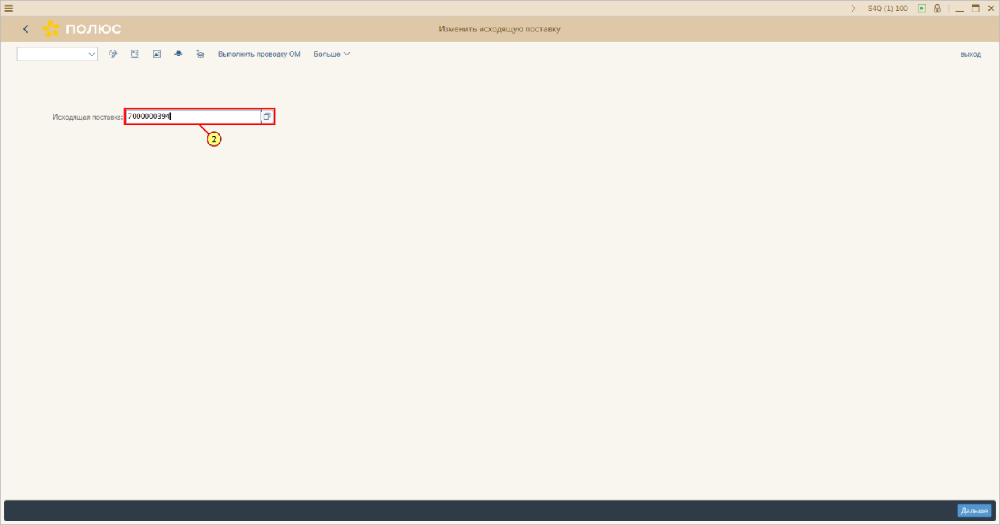 S4Q (1) 100
ПОЛЮС
Изменить исходящую поставку
Выполнить проводку ОМ Больше выход
Исходящая поставка: 7000000394
2
Дальше